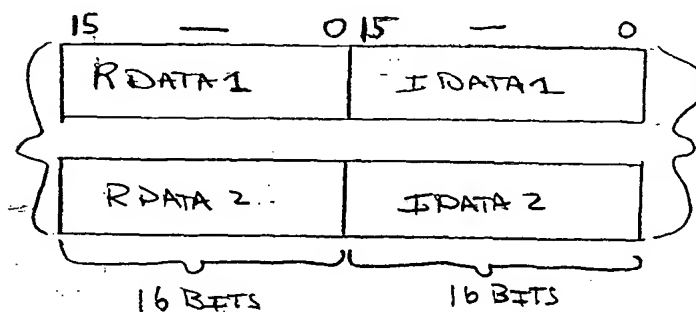 15 — 0 15 — 0
RDATA1 IDATA1
RDATA 2 IDATA 2
16 BITS 16 BITS